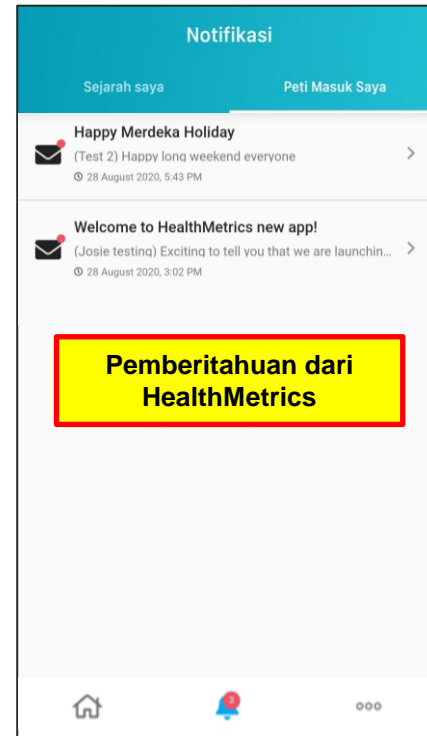 Notifikasi
Sejarah saya
Peti Masuk Saya
Happy Merdeka Holiday
(Test 2) Happy long weekend everyone
28 August 2020, 5:43 PM
Welcome to HealthMetrics new app!
(Josie testing) Exciting to tell you that we are launchin...
28 August 2020, 3:02 PM
Pemberitahuan dari
HealthMetrics
3